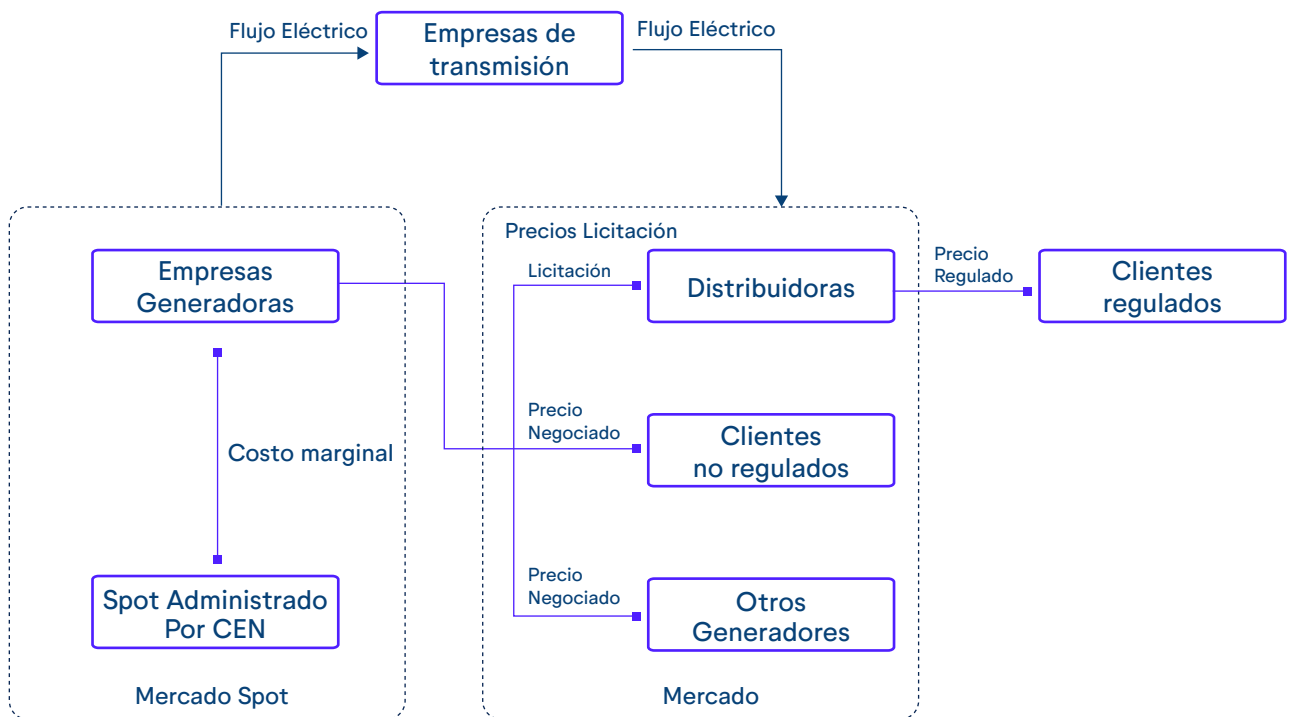 Flujo Eléctrico
Empresas de
transmisión
Flujo Eléctrico
Empresas
Generadoras
Costo marginal
Spot Administrado
Por CEN
Mercado Spot
Precios Licitación
Licitación
Distribuidoras
Precio
Regulado
Clientes
regulados
Precio
Negociado
Clientes
no regulados
Precio
Negociado
Otros
Generadores
Mercado